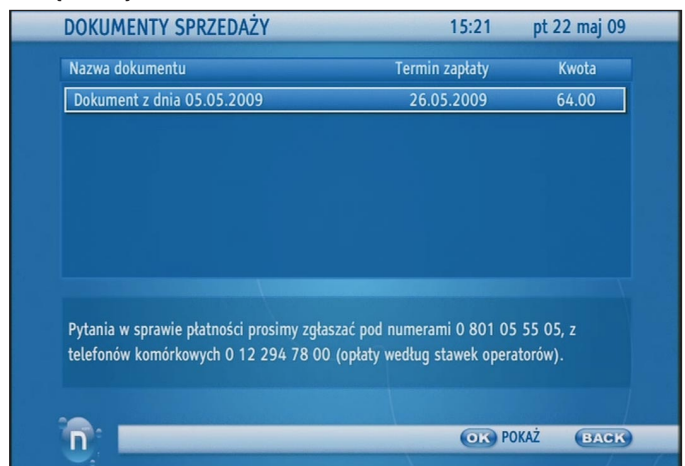 DOKUMENTY SPRZEDAŻY 15:21 pt 22 maj 09
Nazwa dokumentu Termin zapłaty Kwota
Dokument z dnia 05.05.2009 26.05.2009 64.00
Pytania w sprawie płatności prosimy zgłaszać pod numerami 0 801 05 55 05, z
telefonów komórkowych 0 12 294 78 00 (opłaty według stawek operatorów).
n OK POKAŻ BACK